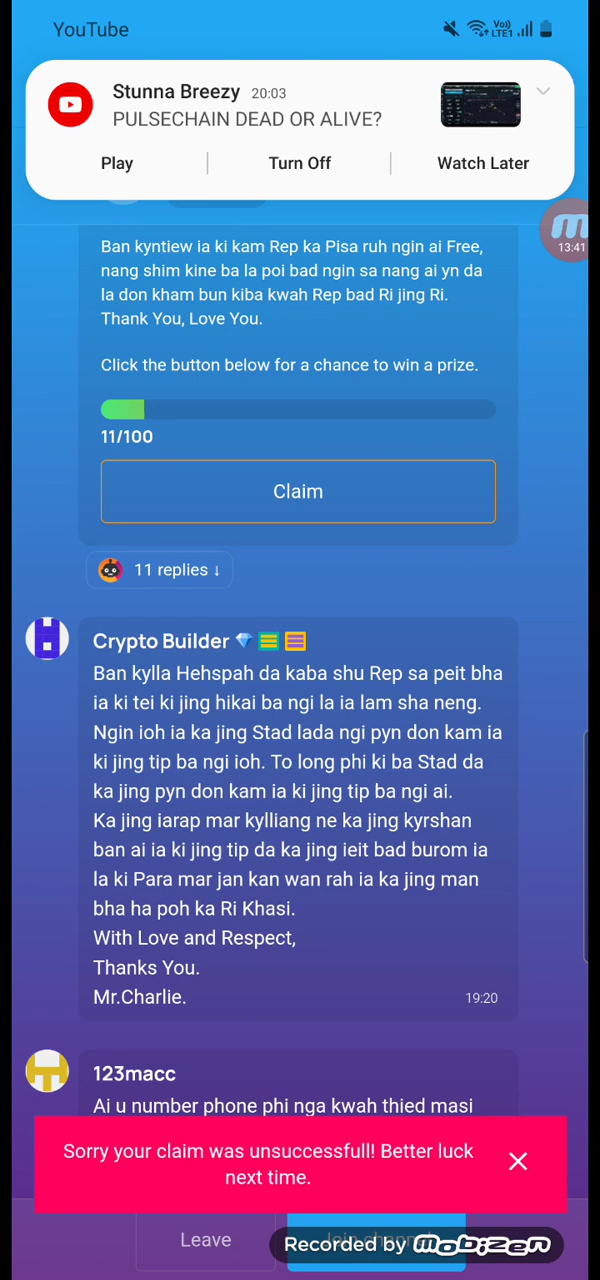 YouTube
Vo)) LTE1
Stunna Breezy 20:03
PULSECHAIN DEAD OR ALIVE?
Play Turn Off Watch Later
13:41
Ban kyntiew ia ki kam Rep ka Pisa ruh ngin ai Free,
nang shim kine ba la poi bad ngin sa nang ai yn da
la don kham bun kiba kwah Rep bad Ri jing Ri.
Thank You, Love You.
Click the button below for a chance to win a prize.
11/100
Claim
11 replies ↓
Crypto Builder 💎
Ban kylla Hehspah da kaba shu Rep sa peit bha
ia ki tei ki jing hikai ba ngi la ia lam sha neng.
Ngin ioh ia ka jing Stad lada ngi pyn don kam ia
ki jing tip ba ngi ioh. To long phi ki ba Stad da
ka jing pyn don kam ia ki jing tip ba ngi ai.
Ka jing iarap mar kylliang ne ka jing kyrshan
ban ai ia ki jing tip da ka jing ieit bad burom ia
la ki Para mar jan kan wan rah ia ka jing man
bha ha poh ka Ri Khasi.
With Love and Respect,
Thanks You.
Mr.Charlie. 19:20
123macc
Ai u number phone phi nga kwah thied masi
Sorry your claim was unsuccessfull! Better luck
next time.
Leave Join channel
Recorded by mobizen